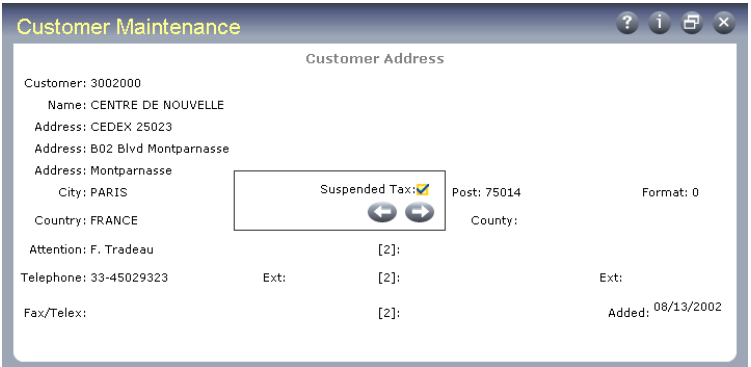 Customer Maintenance
Customer Address
Customer: 3002000
Name: CENTRE DE NOUVELLE
Address: CEDEX 25023
Address: B02 Blvd Montparnasse
Address: Montparnasse
City: PARIS Suspended Tax: Post: 75014 Format: 0
Country: FRANCE County:
Attention: F. Tradeau [2]:
Telephone: 33-45029323 Ext: [2]: Ext:
Fax/Telex: [2]: Added: 08/13/2002